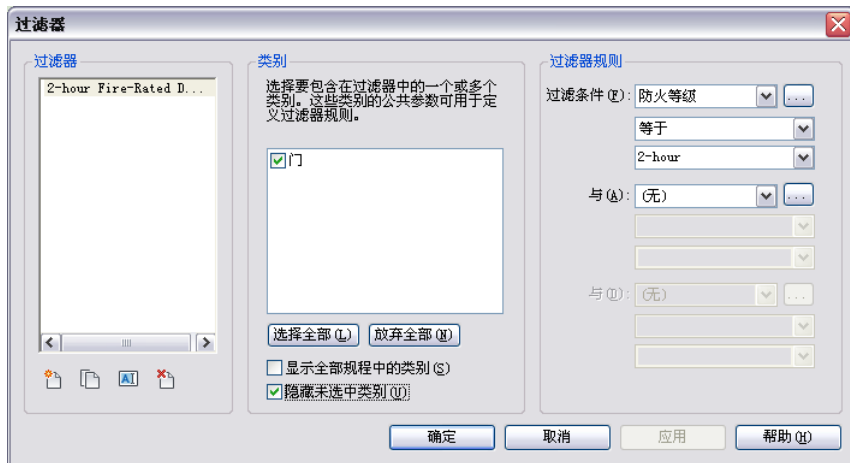 过滤器
过滤器
2-hour Fire-Rated D...
类别
选择要包含在过滤器中的一个或多个
类别。这些类别的公共参数可用于定
义过滤器规则。
门
选择全部(L)
放弃全部(N)
显示全部规程中的类别(S)
隐藏未选中类别(U)
过滤器规则
过滤条件(F):
防火等级
...
等于
2-hour
与(A):
(无)
...
与(D):
(无)
...
确定
取消
应用
帮助(H)